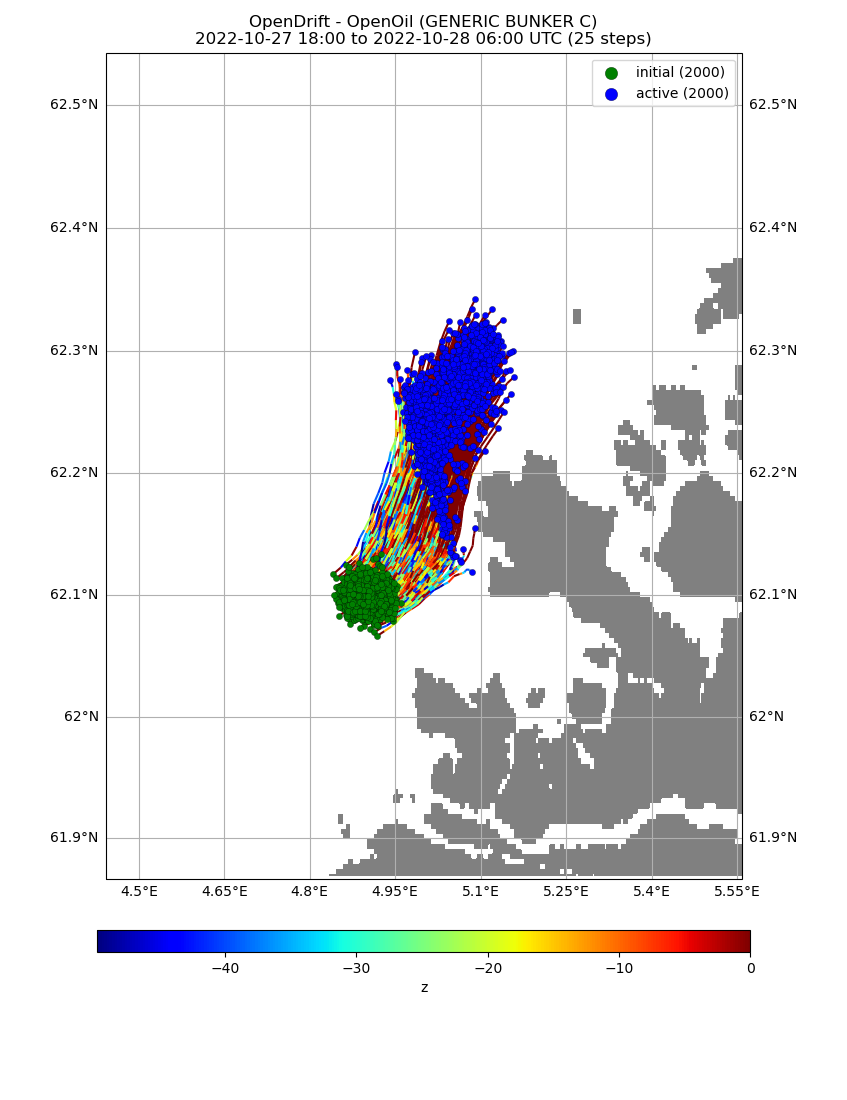 OpenDrift - OpenOil (GENERIC BUNKER C)
2022-10-27 18:00 to 2022-10-28 06:00 UTC (25 steps)
initial (2000)
active (2000)
62.5°N 62.5°N
62.4°N 62.4°N
62.3°N 62.3°N
62.2°N 62.2°N
62.1°N 62.1°N
62°N 62°N
61.9°N 61.9°N
4.5°E 4.65°E 4.8°E 4.95°E 5.1°E 5.25°E 5.4°E 5.55°E
−40 −30 −20 −10 0
z